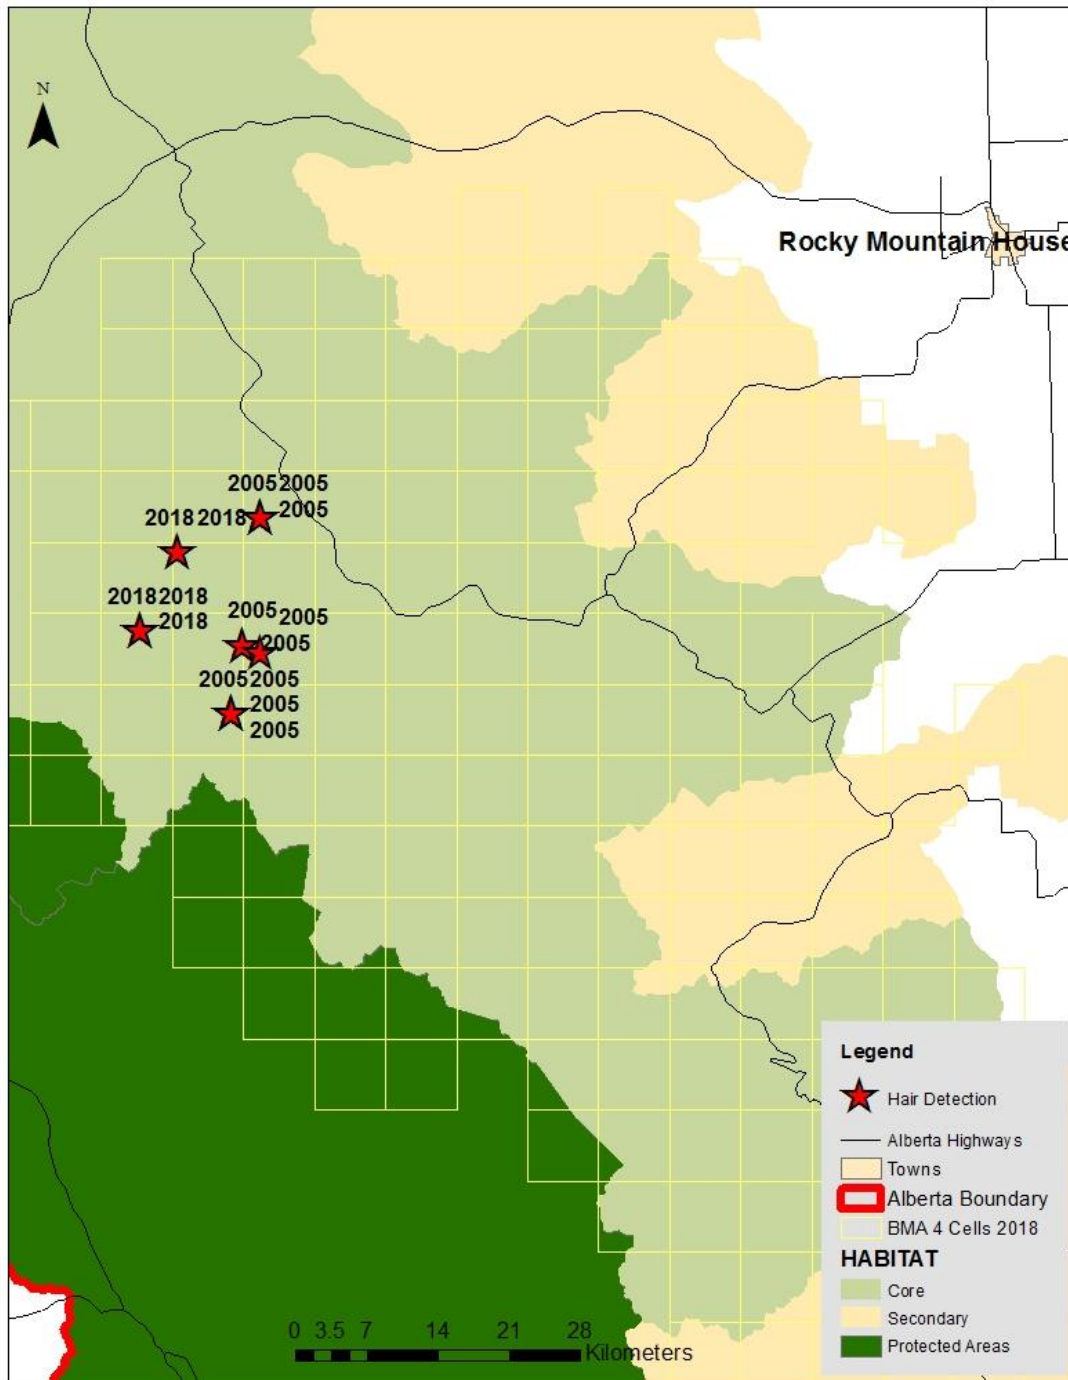 N
Rocky Mountain House
2005 2005
2005
2018 2018
2018 2018
2018
2005 2005
2005
2005 2005
2005
2005
Legend
Hair Detection
Alberta Highways
Towns
Alberta Boundary
BMA 4 Cells 2018
HABITAT
Core
Secondary
Protected Areas
0 3.5 7 14 21 28
Kilometers